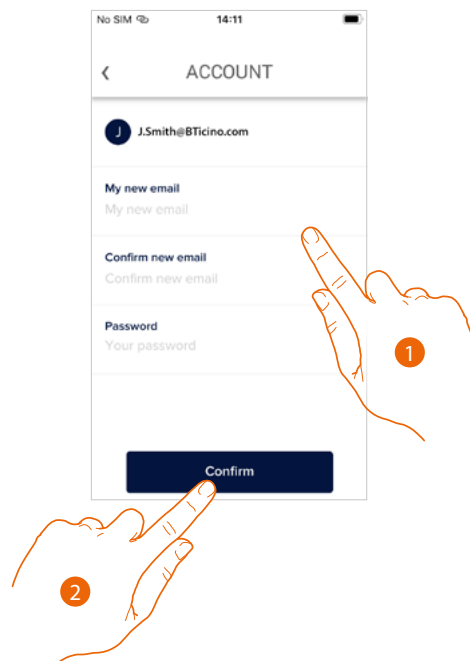 No SIM 14:11
ACCOUNT
J J.Smith@BTicino.com
My new email
My new email
Confirm new email
Confirm new email
Password
Your password
1
Confirm
2